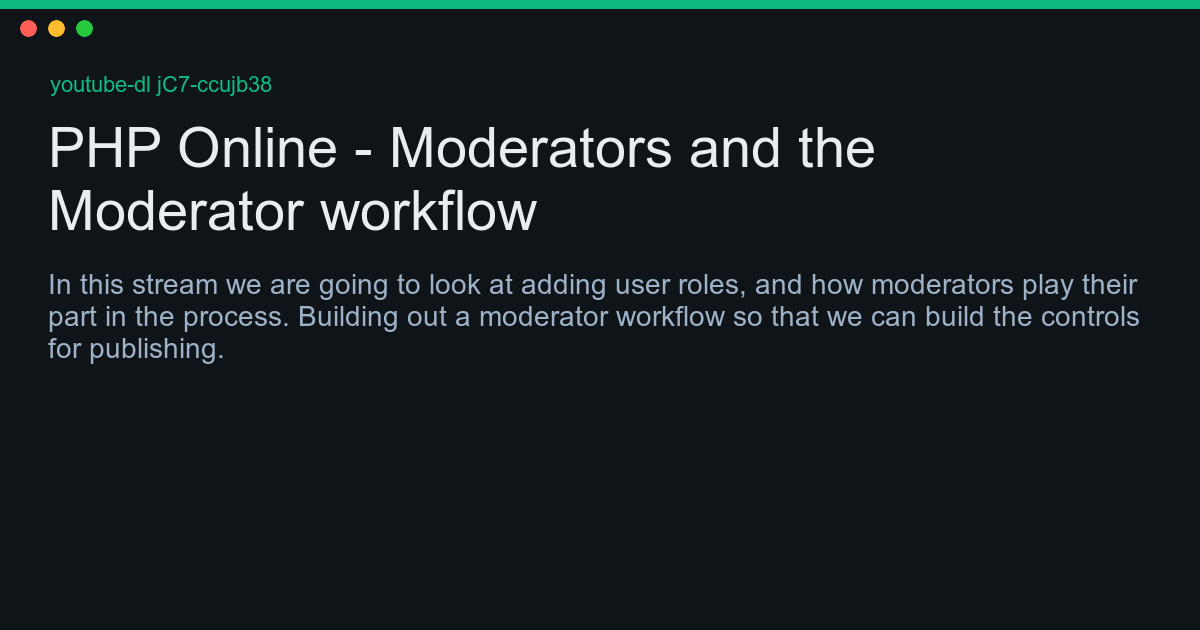 youtube-dl jC7-ccujb38
PHP Online - Moderators and the
Moderator workflow
In this stream we are going to look at adding user roles, and how moderators play their
part in the process. Building out a moderator workflow so that we can build the controls
for publishing.